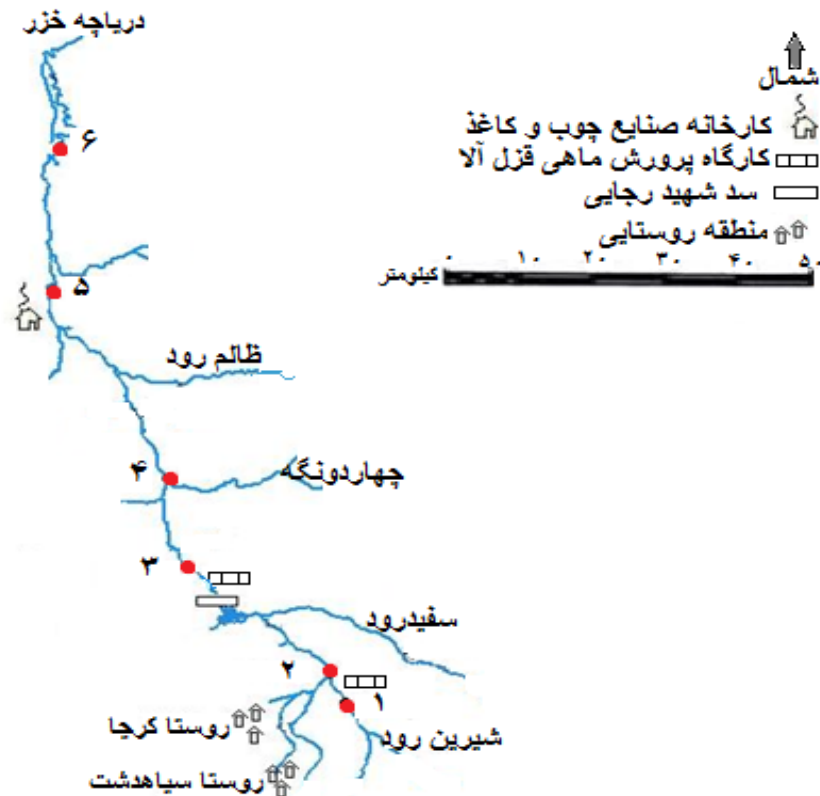 دریاچه خزر
شمال
کارخانه صنایع چوب و کاغذ
کارگاه پرورش ماهی قزل آلا
سد شهید رجایی
منطقه روستایی
۰ ۱۰ ۲۰ ۳۰ ۴۰ ۵۰
کیلومتر
۶
۵
ظالم رود
۴
چهاردونگه
۳
سفیدرود
۲
۱
شیرین رود
روستا کرچا
روستا سیاهدشت